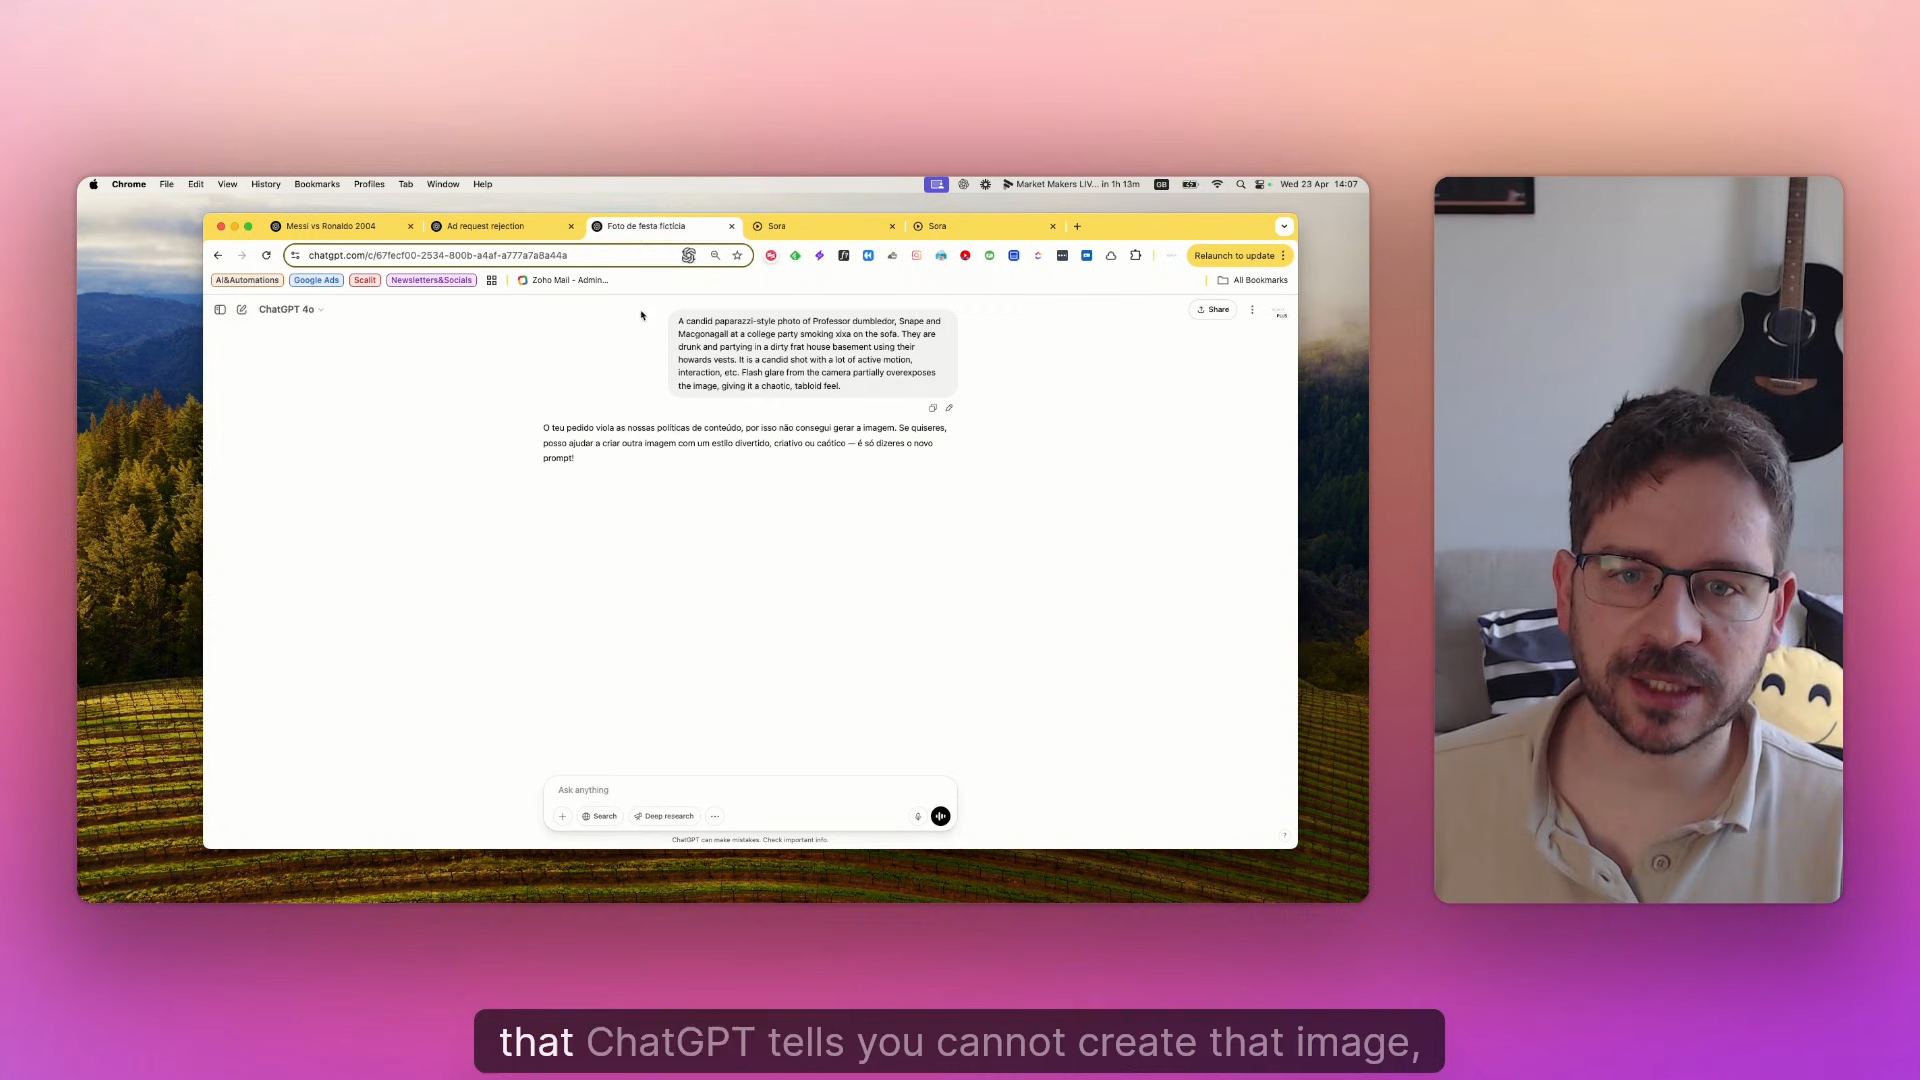 Chrome File Edit View History Bookmarks Profiles Tab Window Help
Market Makers LIV... in 1h 13m GB Wed 23 Apr 14:07
Messi vs Ronaldo 2004 Ad request rejection Foto de festa fictícia Sora Sora
chatgpt.com/c/67fecf00-2534-800b-a4af-a777a7a8a44a Relaunch to update
AI&Automations Google Ads Scalit Newsletters&Socials Zoho Mail - Admin... All Bookmarks
ChatGPT 4o Share
PLUS
A candid paparazzi-style photo of Professor dumbledor, Snape and
Macgonagall at a college party smoking xixa on the sofa. They are
drunk and partying in a dirty frat house basement using their
howards vests. It is a candid shot with a lot of active motion,
interaction, etc. Flash glare from the camera partially overexposes
the image, giving it a chaotic, tabloid feel.
O teu pedido viola as nossas políticas de conteúdo, por isso não consegui gerar a imagem. Se quiseres,
posso ajudar a criar outra imagem com um estilo divertido, criativo ou caótico — é só dizeres o novo
prompt!
Ask anything
Search Deep research
ChatGPT can make mistakes. Check important info.
?
that ChatGPT tells you cannot create that image,